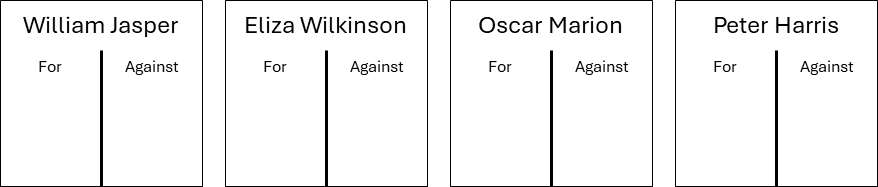 William Jasper
For Against
Eliza Wilkinson
For Against
Oscar Marion
For Against
Peter Harris
For Against